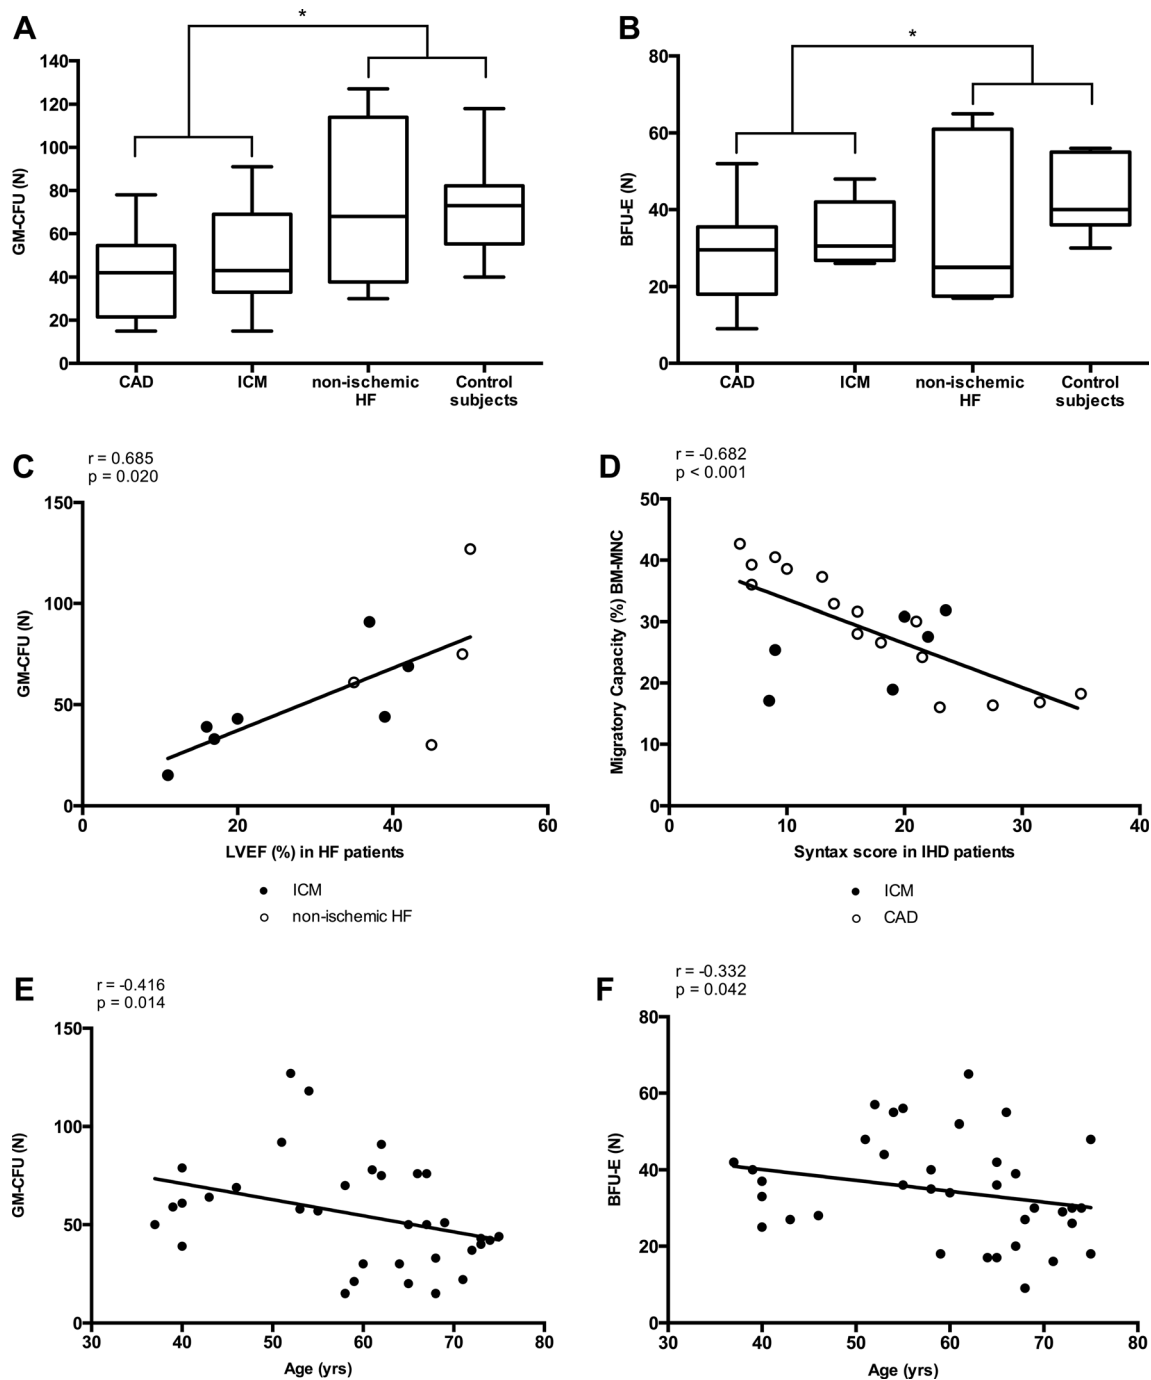 A
*
GM-CFU (N)
140
120
100
80
60
40
20
0
CAD
ICM
non-ischemic
HF
Control
subjects
B
*
BFU-E (N)
80
60
40
20
0
CAD
ICM
non-ischemic
HF
Control
subjects
C
r = 0.685
p = 0.020
GM-CFU (N)
150
100
50
0
0
20
40
60
LVEF (%) in HF patients
ICM
non-ischemic HF
D
r = -0.682
p < 0.001
Migratory Capacity (%) BM-MNC
50
40
30
20
10
0
0
10
20
30
40
Syntax score in IHD patients
ICM
CAD
E
r = -0.416
p = 0.014
GM-CFU (N)
150
100
50
0
30
40
50
60
70
80
Age (yrs)
F
r = -0.332
p = 0.042
BFU-E (N)
80
60
40
20
0
30
40
50
60
70
80
Age (yrs)